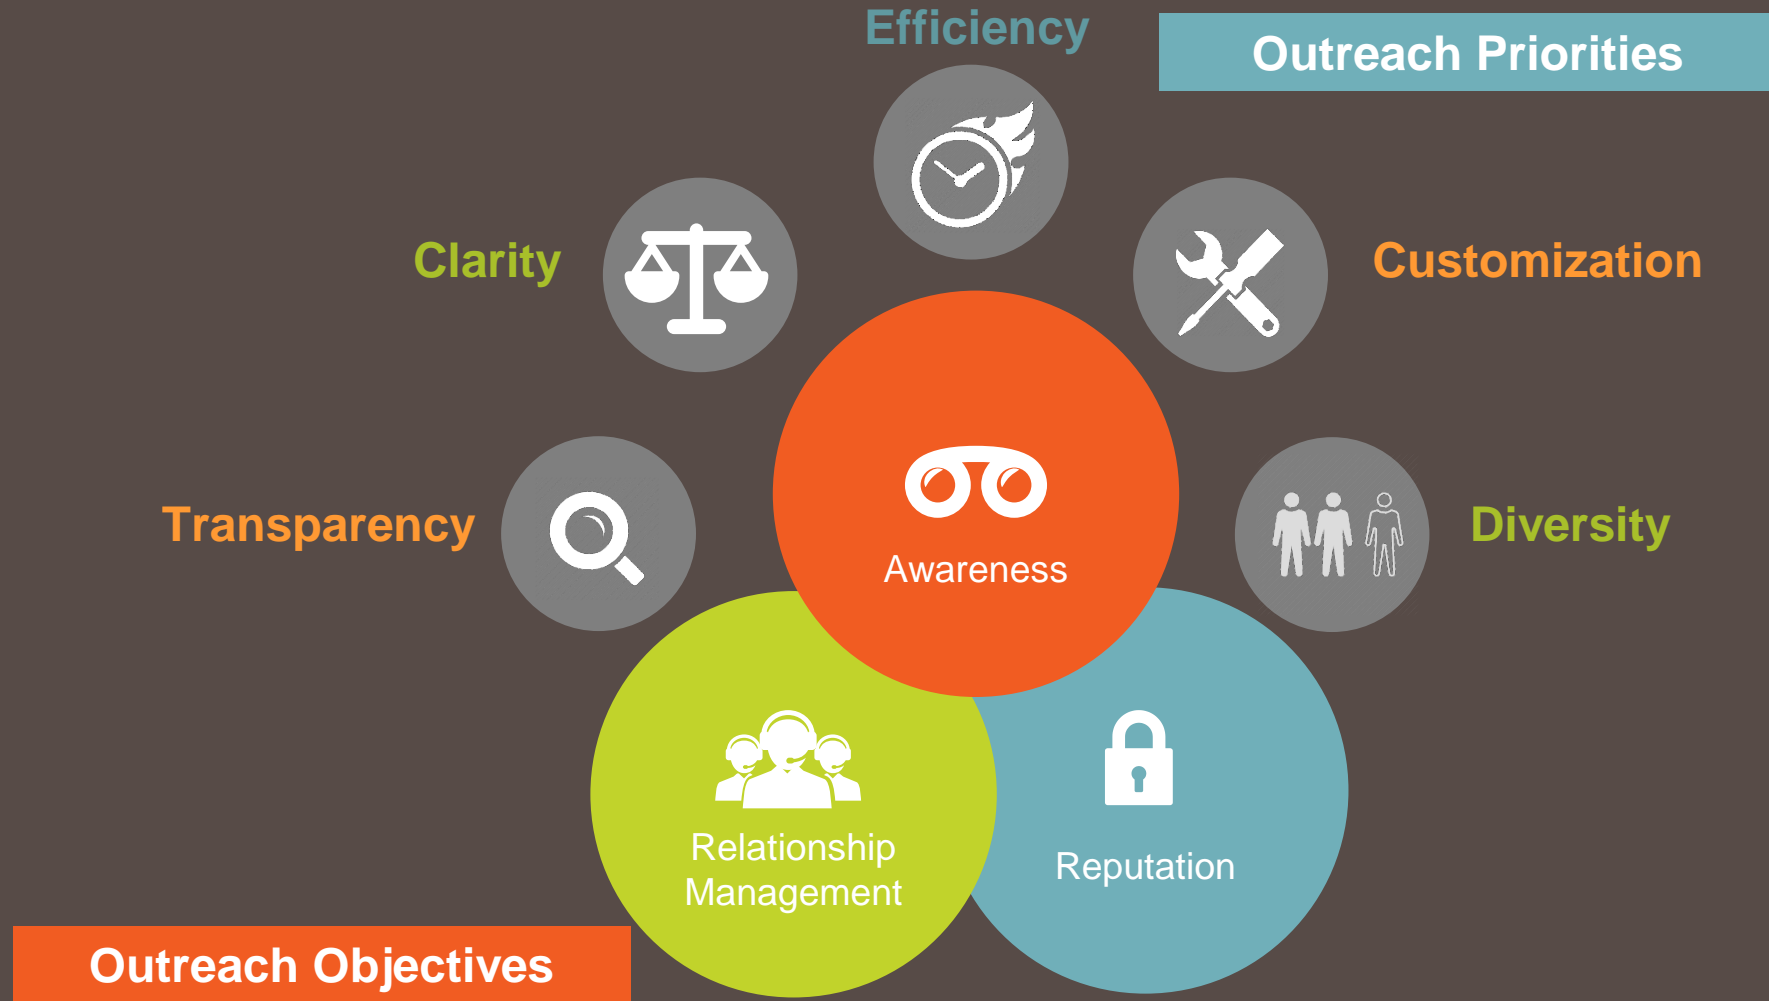 Efficiency
Outreach Priorities
Clarity
Customization
Transparency
Diversity
Awareness
Relationship
Management
Reputation
Outreach Objectives